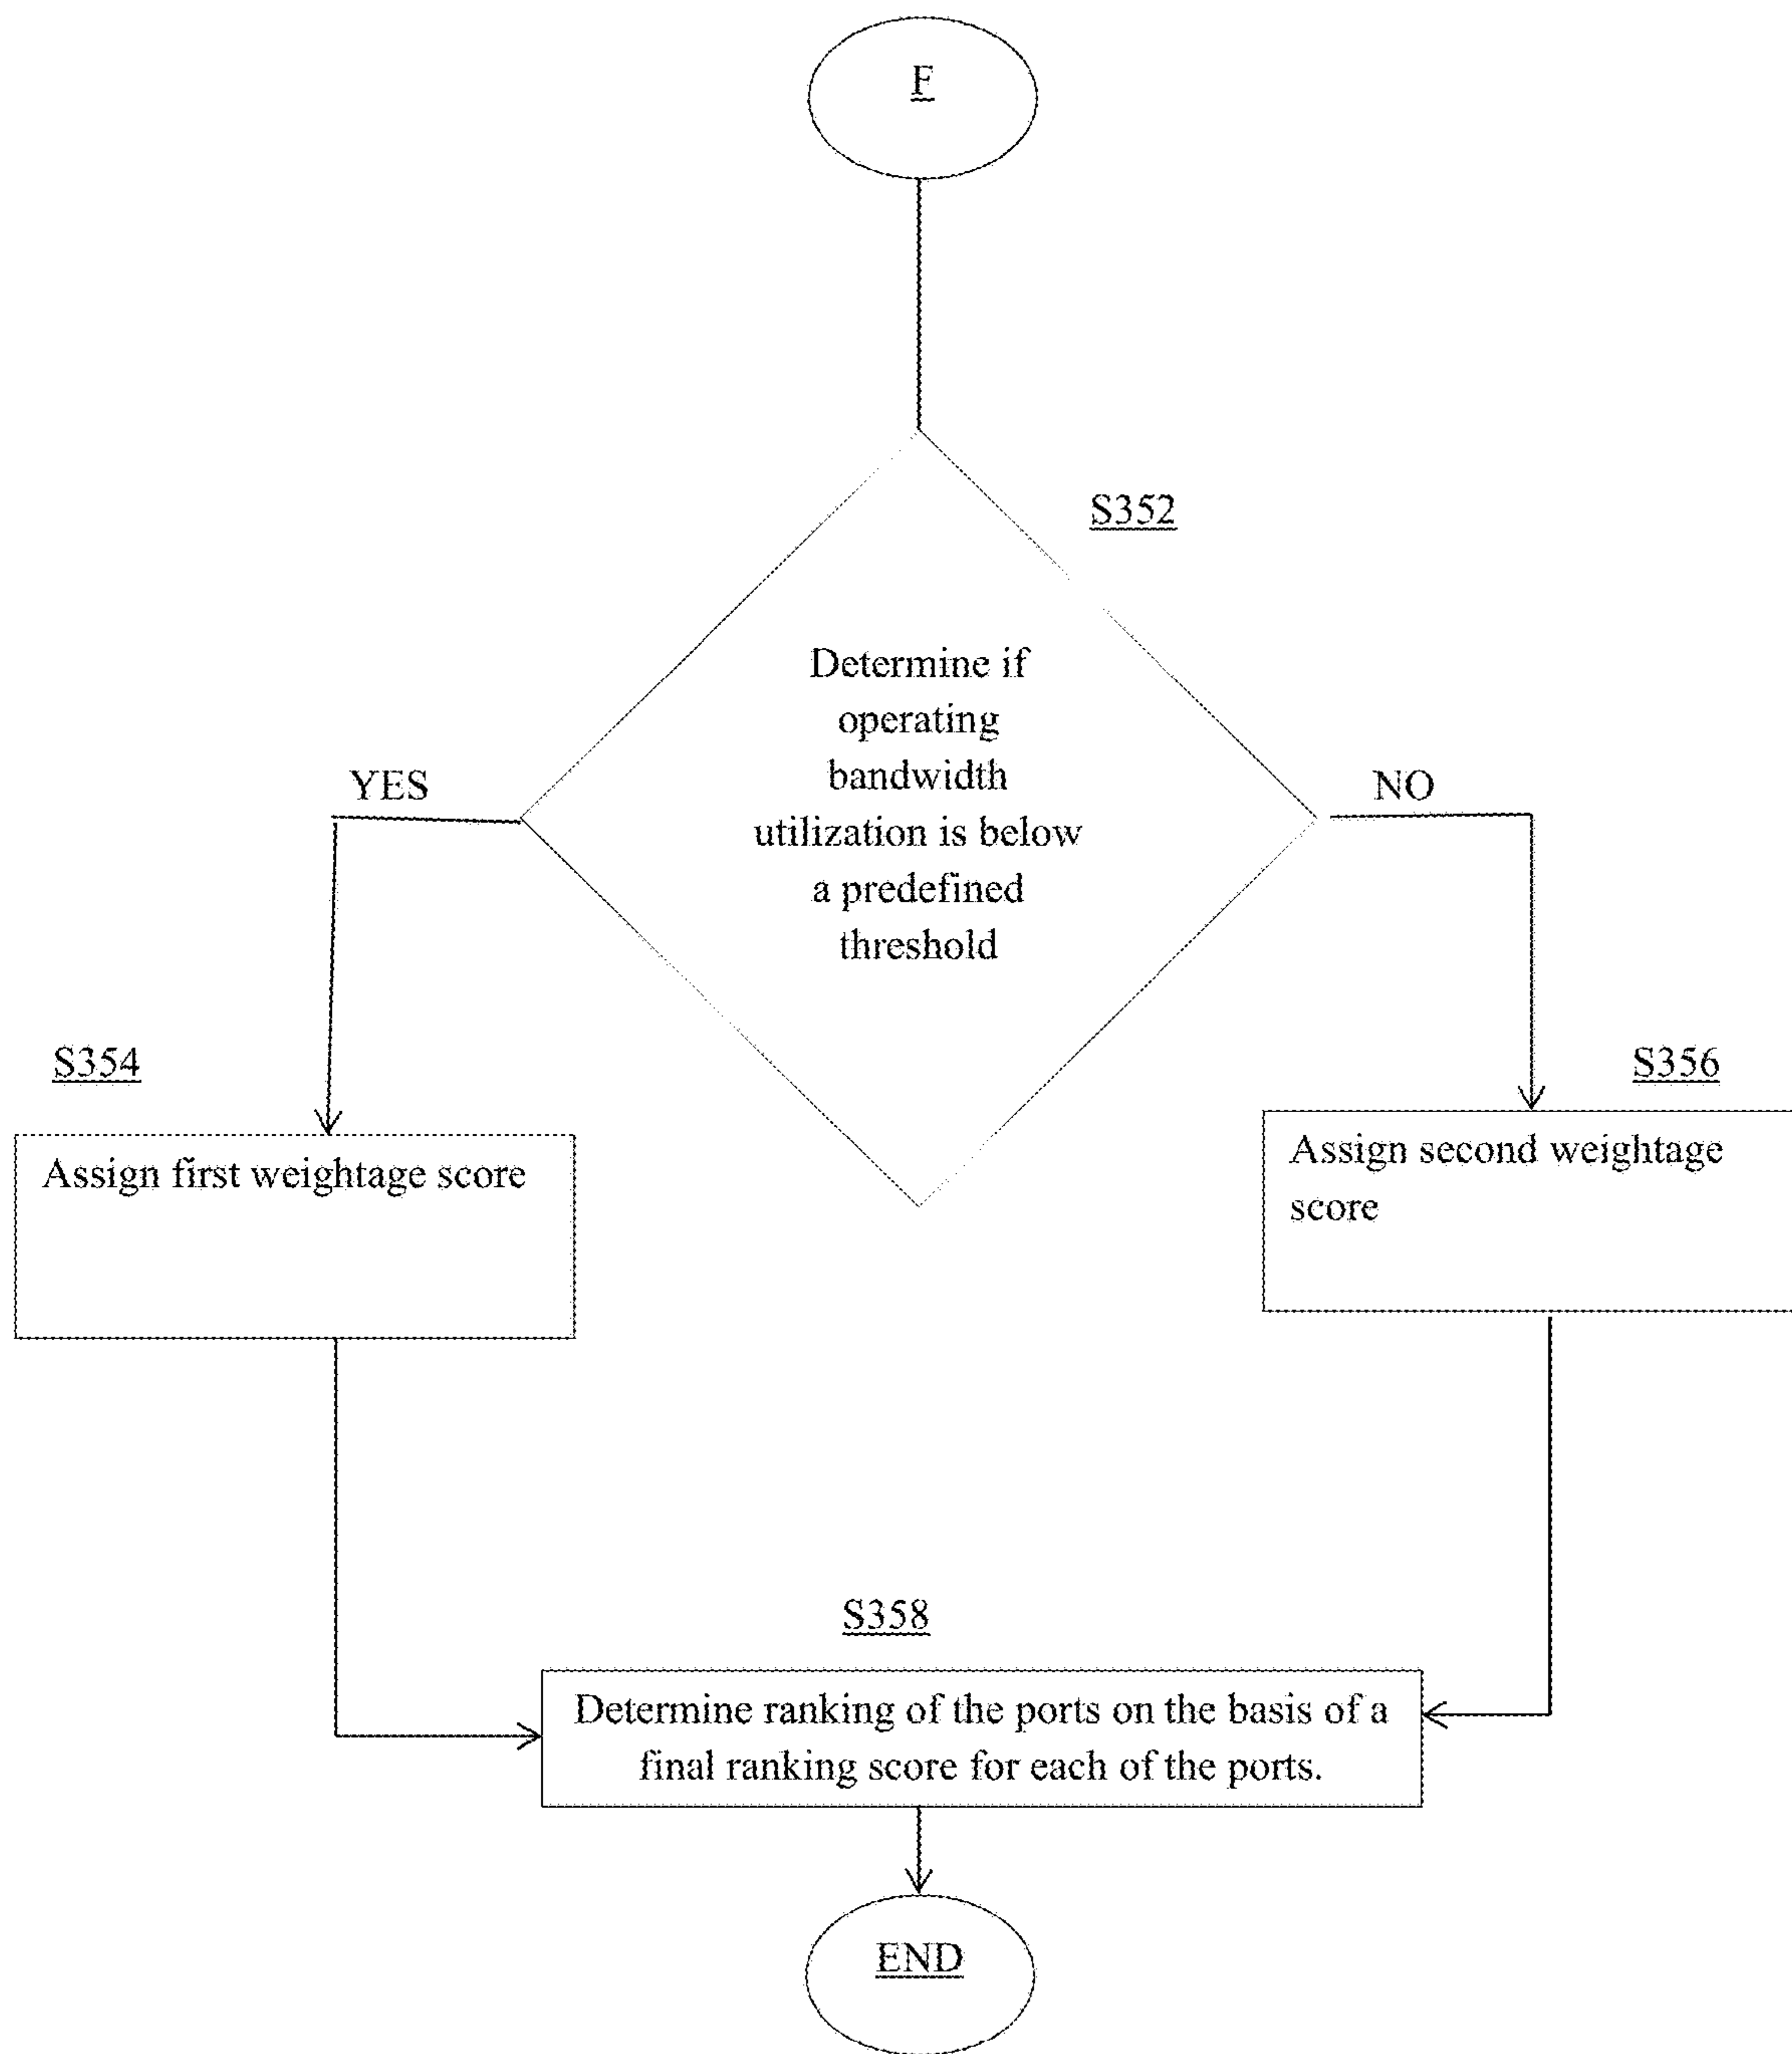 F
S352
Determine if
operating
bandwidth
utilization is below
a predefined
threshold
YES
NO
S354
S356
Assign first weightage score
Assign second weightage
score
S358
Determine ranking of the ports on the basis of a
final ranking score for each of the ports.
END